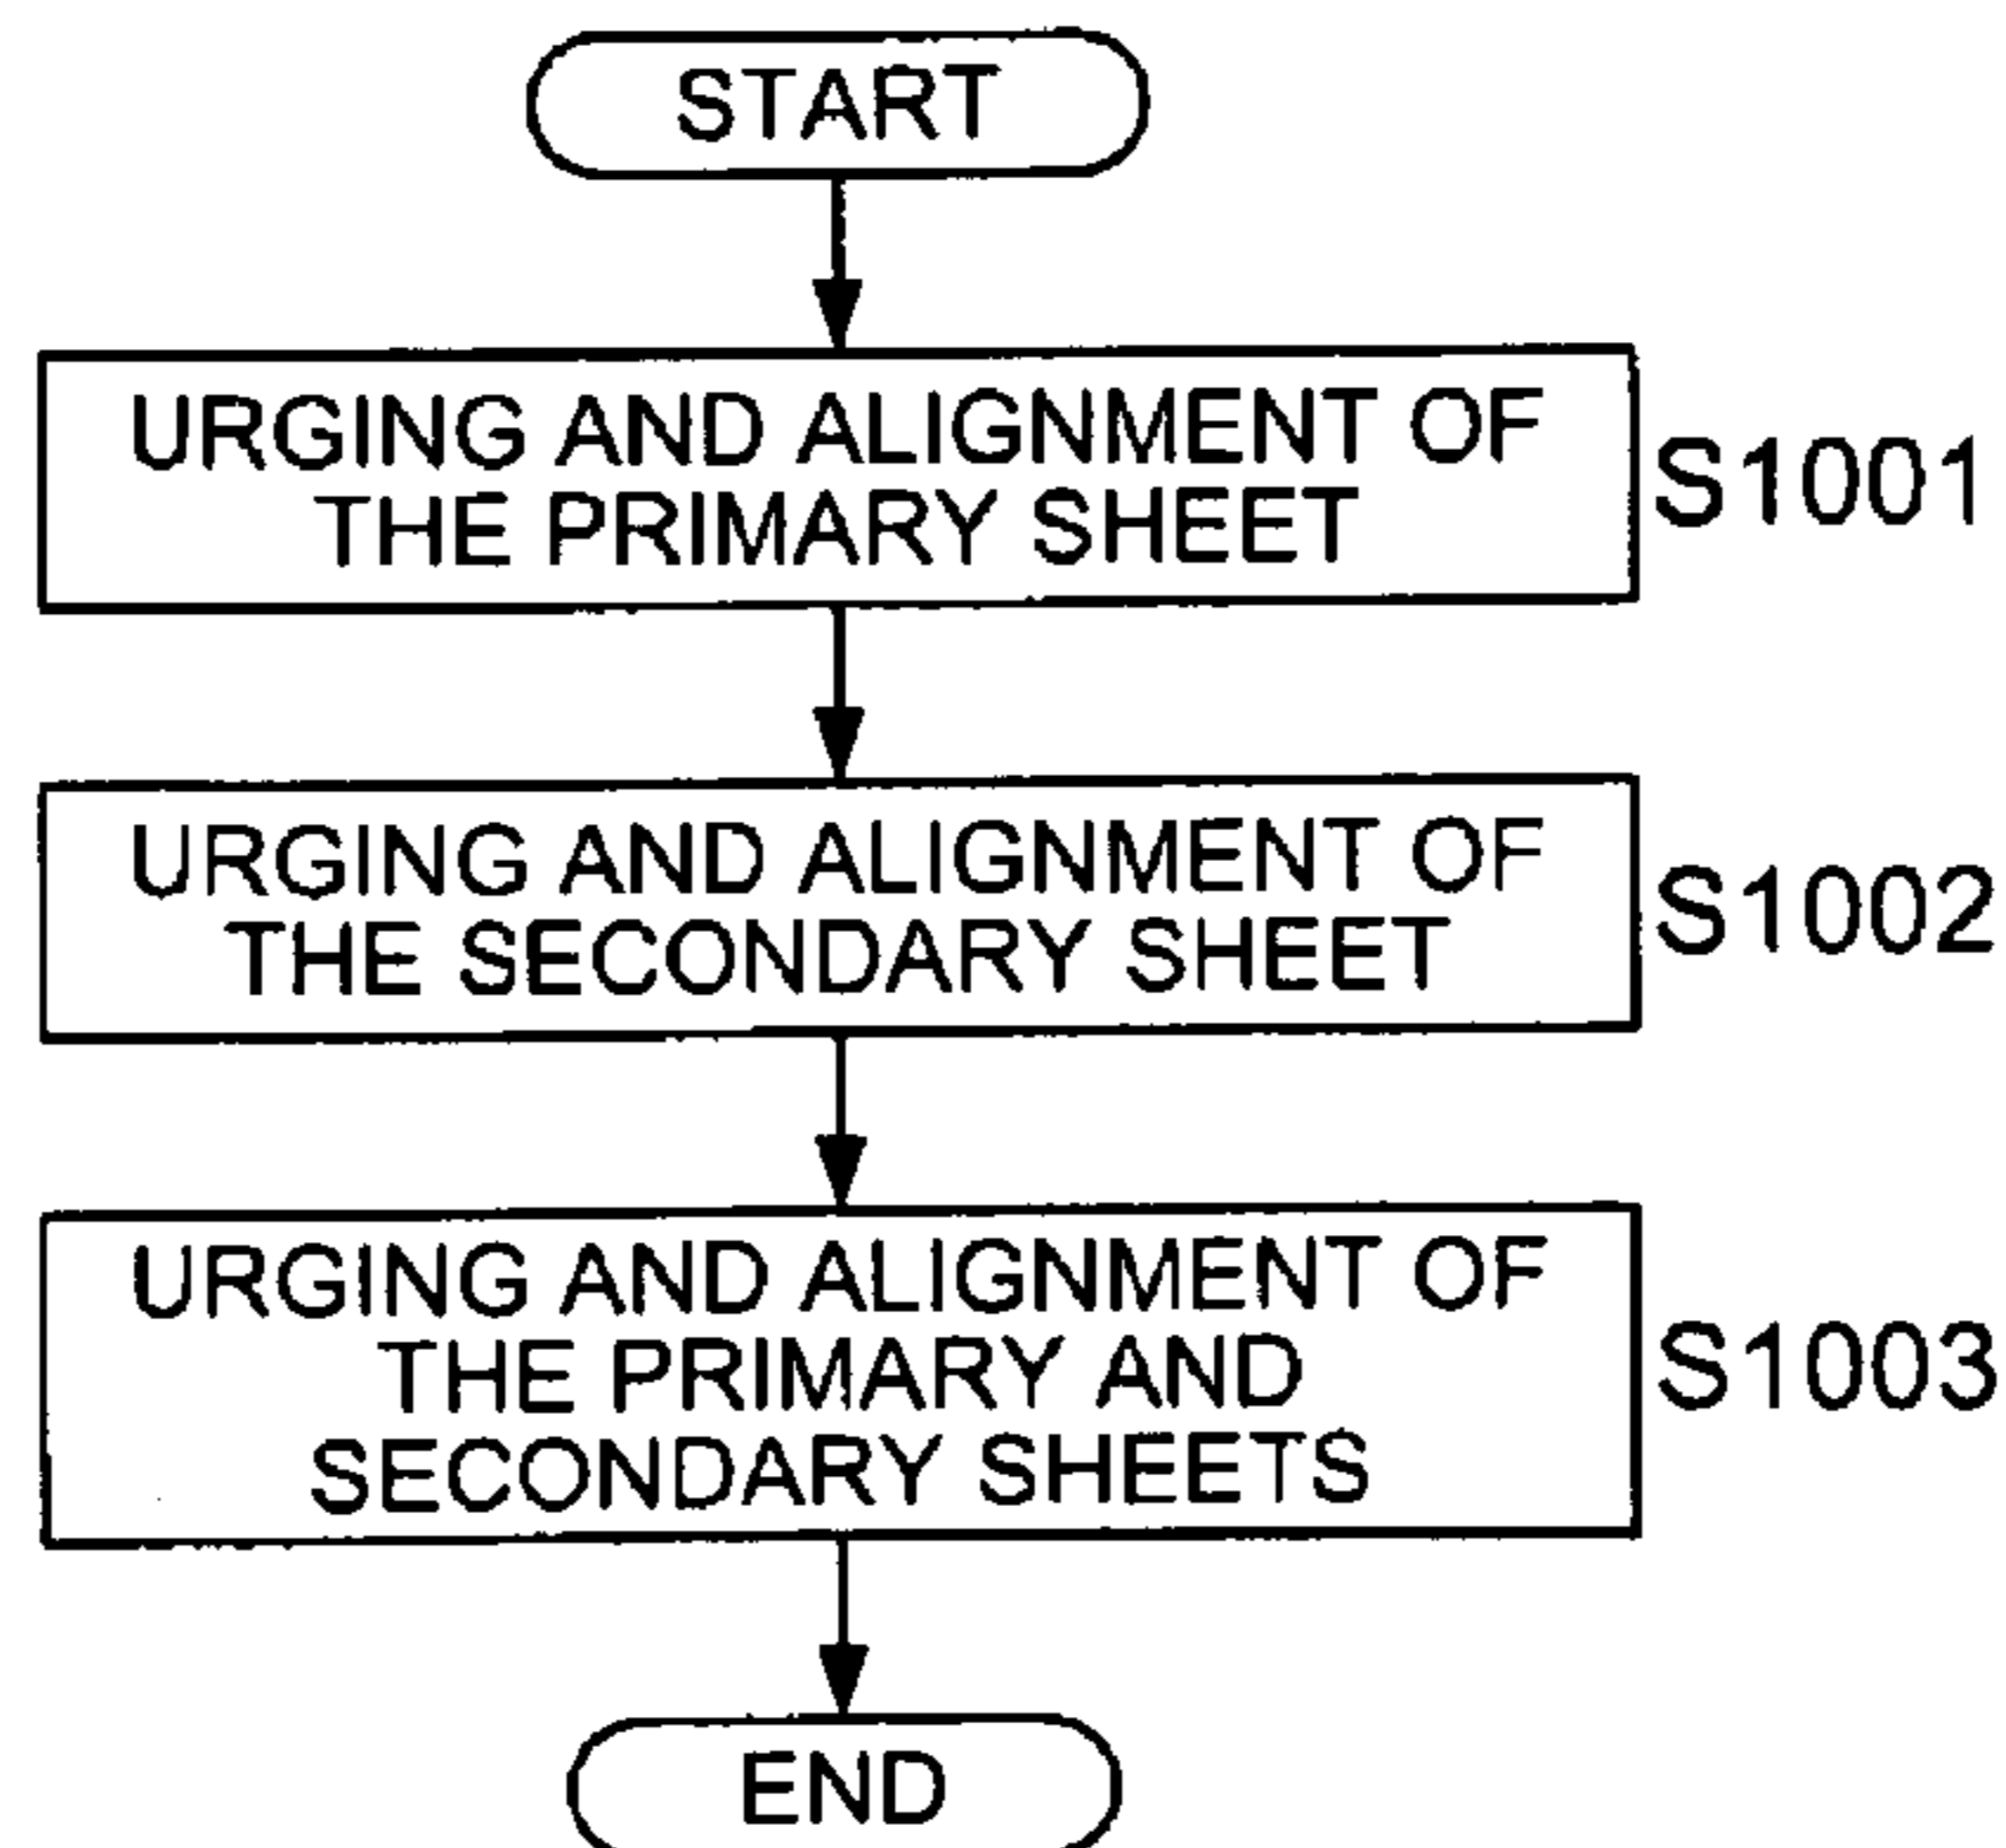 START
URGING AND ALIGNMENT OF
THE PRIMARY SHEET
S1001
URGING AND ALIGNMENT OF
THE SECONDARY SHEET
S1002
URGING AND ALIGNMENT OF
THE PRIMARY AND
SECONDARY SHEETS
S1003
END